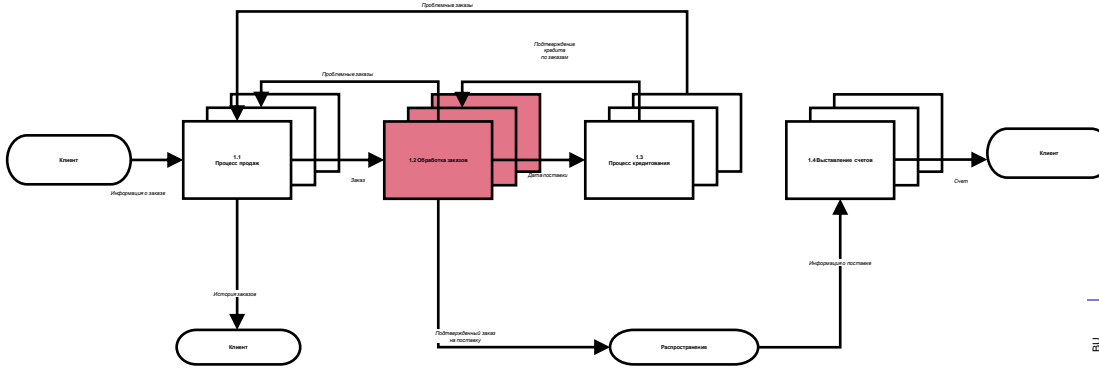 Проблемные заказы
Подтверждение
кредита
по заказам
Проблемные заказы
Клиент
1.1
Процесс продаж
1.2 Обработка заказов
1.3
Процесс кредитования
1.4 Выставление счетов
Клиент
Информация о заказе
Заказ
Дата поставки
Счет
Информация о поставке
История заказов
Подтвержденный заказ
на поставку
Клиент
Распространение
BU